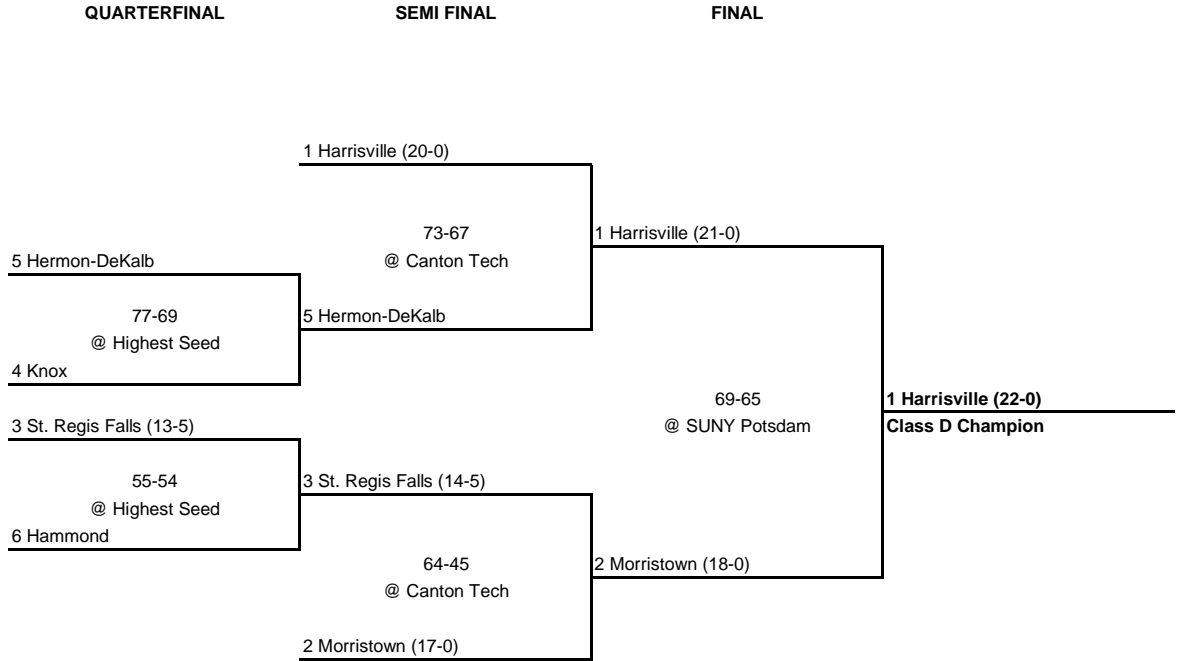 QUARTERFINAL SEMI FINAL FINAL
1 Harrisville (20-0)
73-67
@ Canton Tech
1 Harrisville (21-0)
5 Hermon-DeKalb
77-69
@ Highest Seed
5 Hermon-DeKalb
4 Knox
69-65
@ SUNY Potsdam
1 Harrisville (22-0)
Class D Champion
3 St. Regis Falls (13-5)
55-54
@ Highest Seed
3 St. Regis Falls (14-5)
6 Hammond
64-45
@ Canton Tech
2 Morristown (18-0)
2 Morristown (17-0)